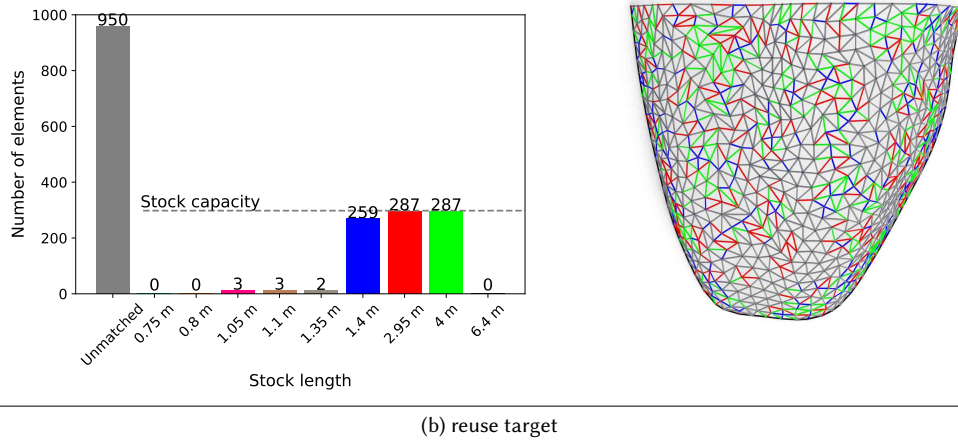 1000
950
800
600
400
200
0
Number of elements
Stock capacity
0
0
3
3
2
259
287
287
0
Unmatched
0.75 m
0.8 m
1.05 m
1.1 m
1.35 m
1.4 m
2.95 m
4 m
6.4 m
Stock length
(b) reuse target